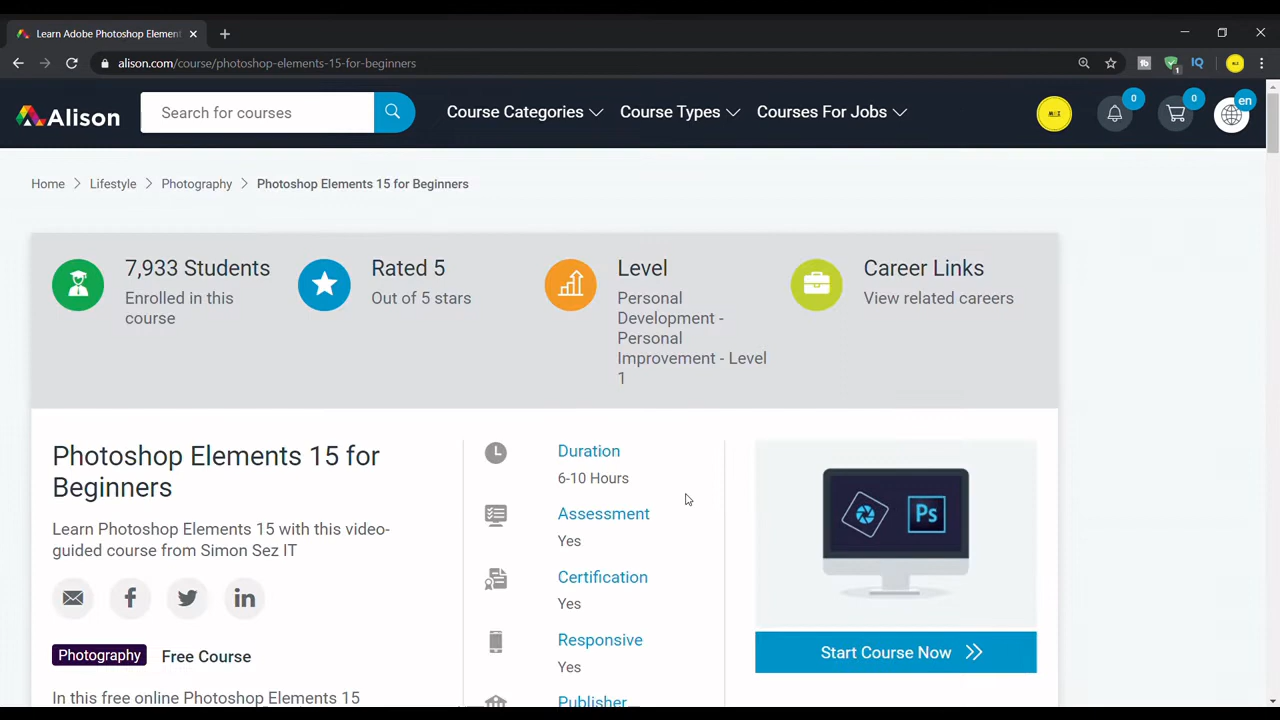 Learn Adobe Photoshop Element
alison.com/course/photoshop-elements-15-for-beginners
1
IQ
Alison
Search for courses
Course Categories
Course Types
Courses For Jobs
0
0
en
Home
Lifestyle
Photography
Photoshop Elements 15 for Beginners
7,933 Students
Enrolled in this
course
Rated 5
Out of 5 stars
Level
Personal
Development -
Personal
Improvement - Level
1
Career Links
View related careers
Photoshop Elements 15 for
Beginners
Learn Photoshop Elements 15 with this video-
guided course from Simon Sez IT
Photography
Free Course
In this free online Photoshop Elements 15
Duration
6-10 Hours
Assessment
Yes
Certification
Yes
Responsive
Yes
Publisher
Ps
Start Course Now